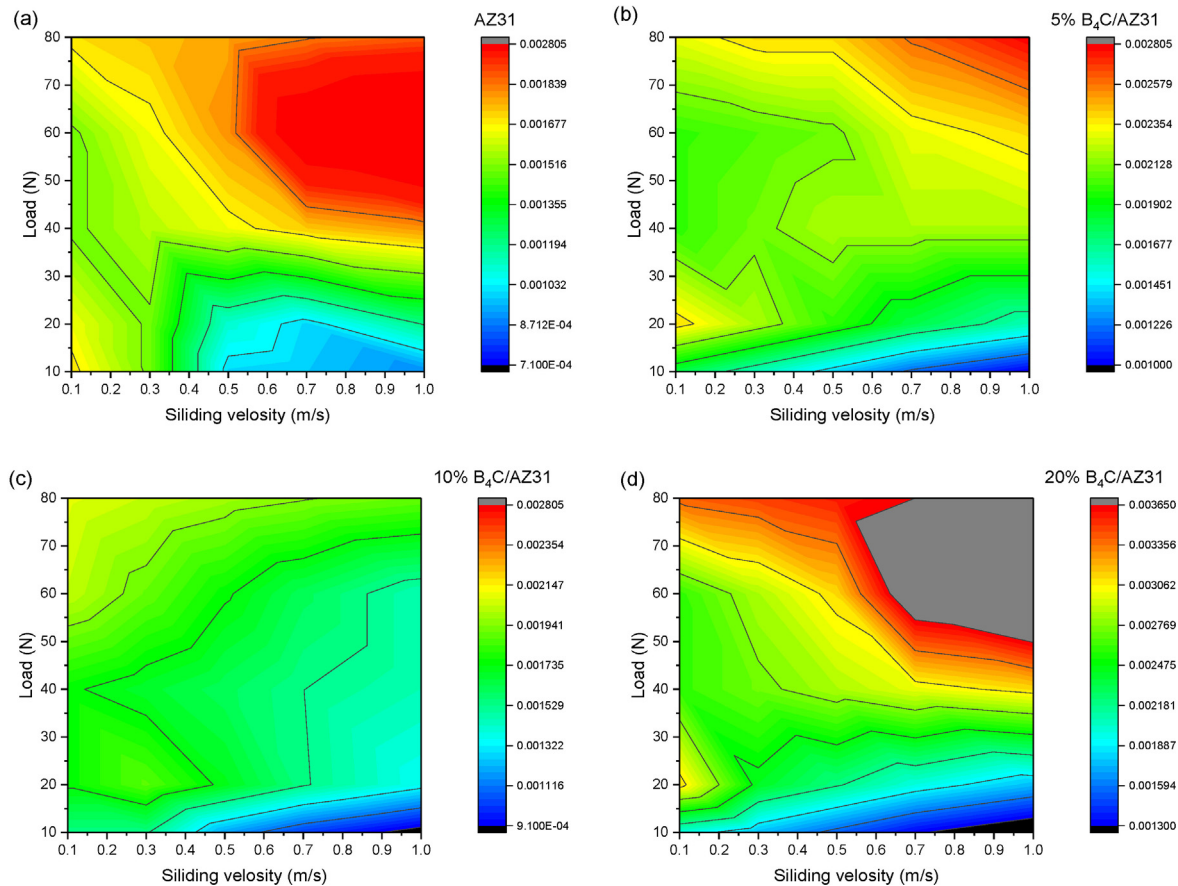 (a)
AZ31
80
70
60
50
40
30
20
10
Load (N)
0.1 0.2 0.3 0.4 0.5 0.6 0.7 0.8 0.9 1.0
Siliding velosity (m/s)
0.002805
0.001839
0.001677
0.001516
0.001355
0.001194
0.001032
8.712E-04
7.100E-04
(b)
5% B₄C/AZ31
80
70
60
50
40
30
20
10
Load (N)
0.1 0.2 0.3 0.4 0.5 0.6 0.7 0.8 0.9 1.0
Siliding velosity (m/s)
0.002805
0.002579
0.002354
0.002128
0.001902
0.001677
0.001451
0.001226
0.001000
(c)
10% B₄C/AZ31
80
70
60
50
40
30
20
10
Load (N)
0.1 0.2 0.3 0.4 0.5 0.6 0.7 0.8 0.9 1.0
Siliding velosity (m/s)
0.002805
0.002354
0.002147
0.001941
0.001735
0.001529
0.001322
0.001116
9.100E-04
(d)
20% B₄C/AZ31
80
70
60
50
40
30
20
10
Load (N)
0.1 0.2 0.3 0.4 0.5 0.6 0.7 0.8 0.9 1.0
Siliding velosity (m/s)
0.003650
0.003356
0.003062
0.002769
0.002475
0.002181
0.001887
0.001594
0.001300